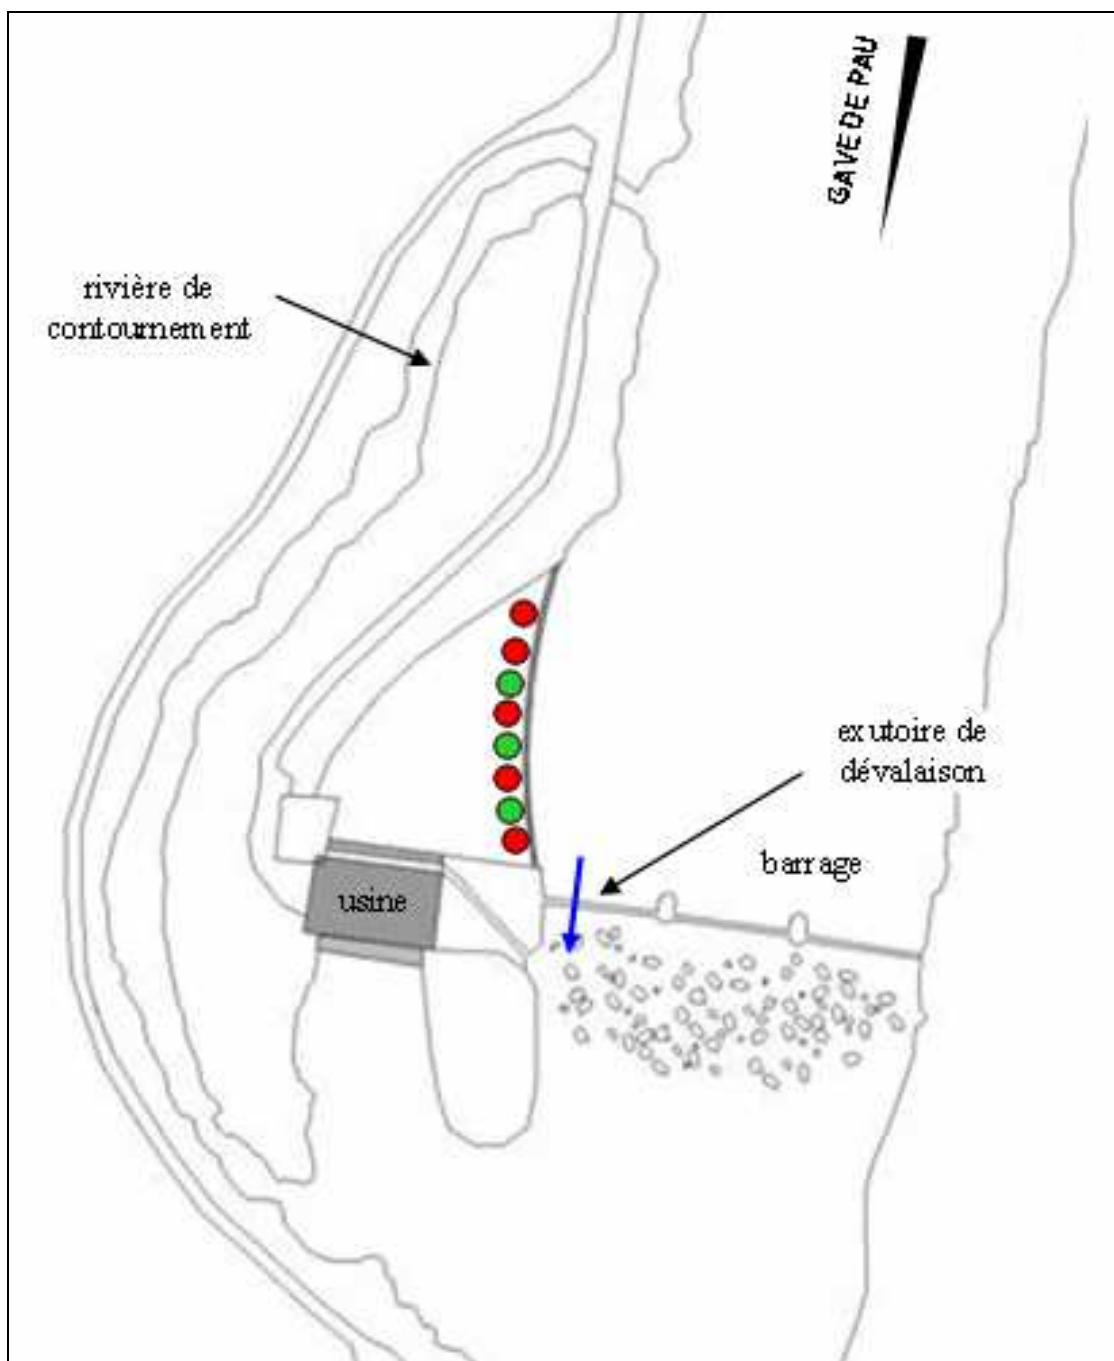 GAVE DE PAU
rivière de
contournement
exutoire de
dévalaison
barrage
usine